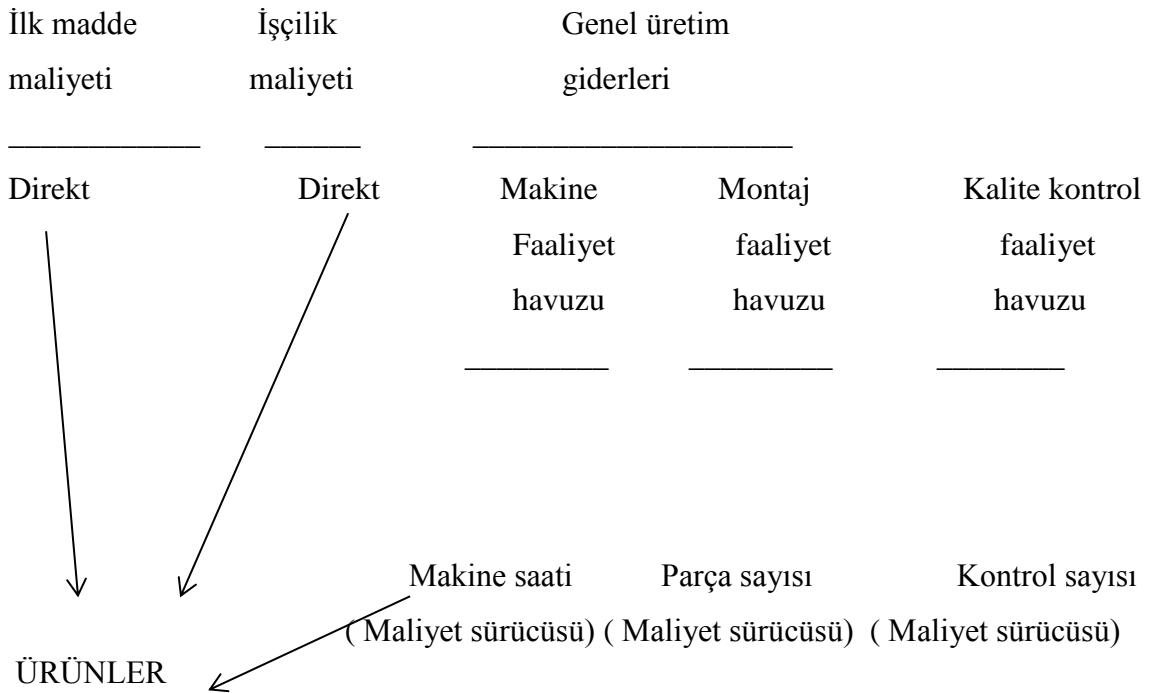 İlk madde İşçilik Genel üretim
maliyeti maliyeti giderleri
Direkt Direkt Makine Montaj Kalite kontrol
Faaliyet faaliyet faaliyet
havuzu havuzu havuzu
Makine saati Parça sayısı Kontrol sayısı
( Maliyet sürücüsü) ( Maliyet sürücüsü) ( Maliyet sürücüsü)
ÜRÜNLER